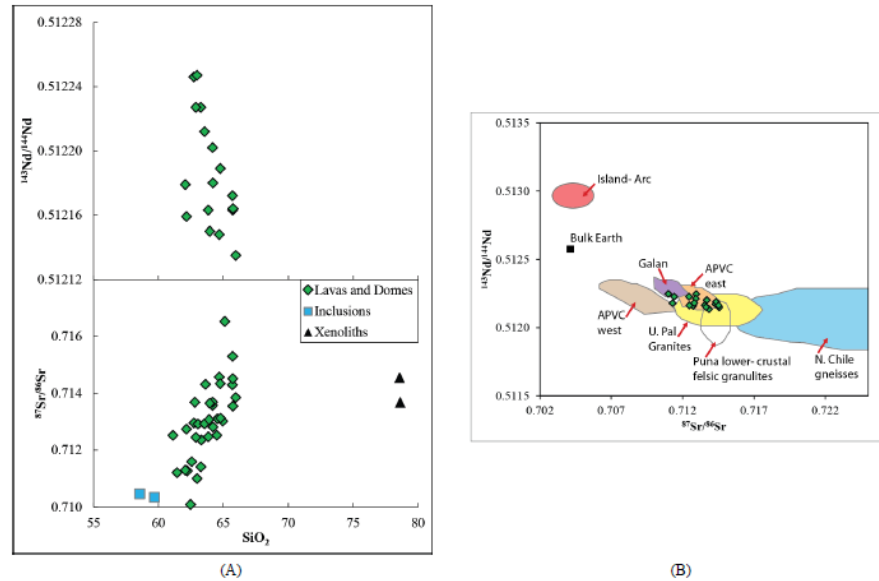 0.51228
0.51224
0.51220
0.51216
0.51212
¹⁴³Nd/¹⁴⁴Nd
Lavas and Domes
Inclusions
Xenoliths
0.716
0.714
0.712
0.710
⁸⁷Sr/⁸⁶Sr
55 60 65 70 75 80
SiO₂
(A)
0.5135
0.5130
0.5125
0.5120
0.5115
¹⁴³Nd/¹⁴⁴Nd
Island- Arc
Bulk Earth
Galan
APVC
east
APVC
west
U. Pal
Granites
Puna lower- crustal
felsic granulites
N. Chile
gneisses
0.702 0.707 0.712 0.717 0.722
⁸⁷Sr/⁸⁶Sr
(B)